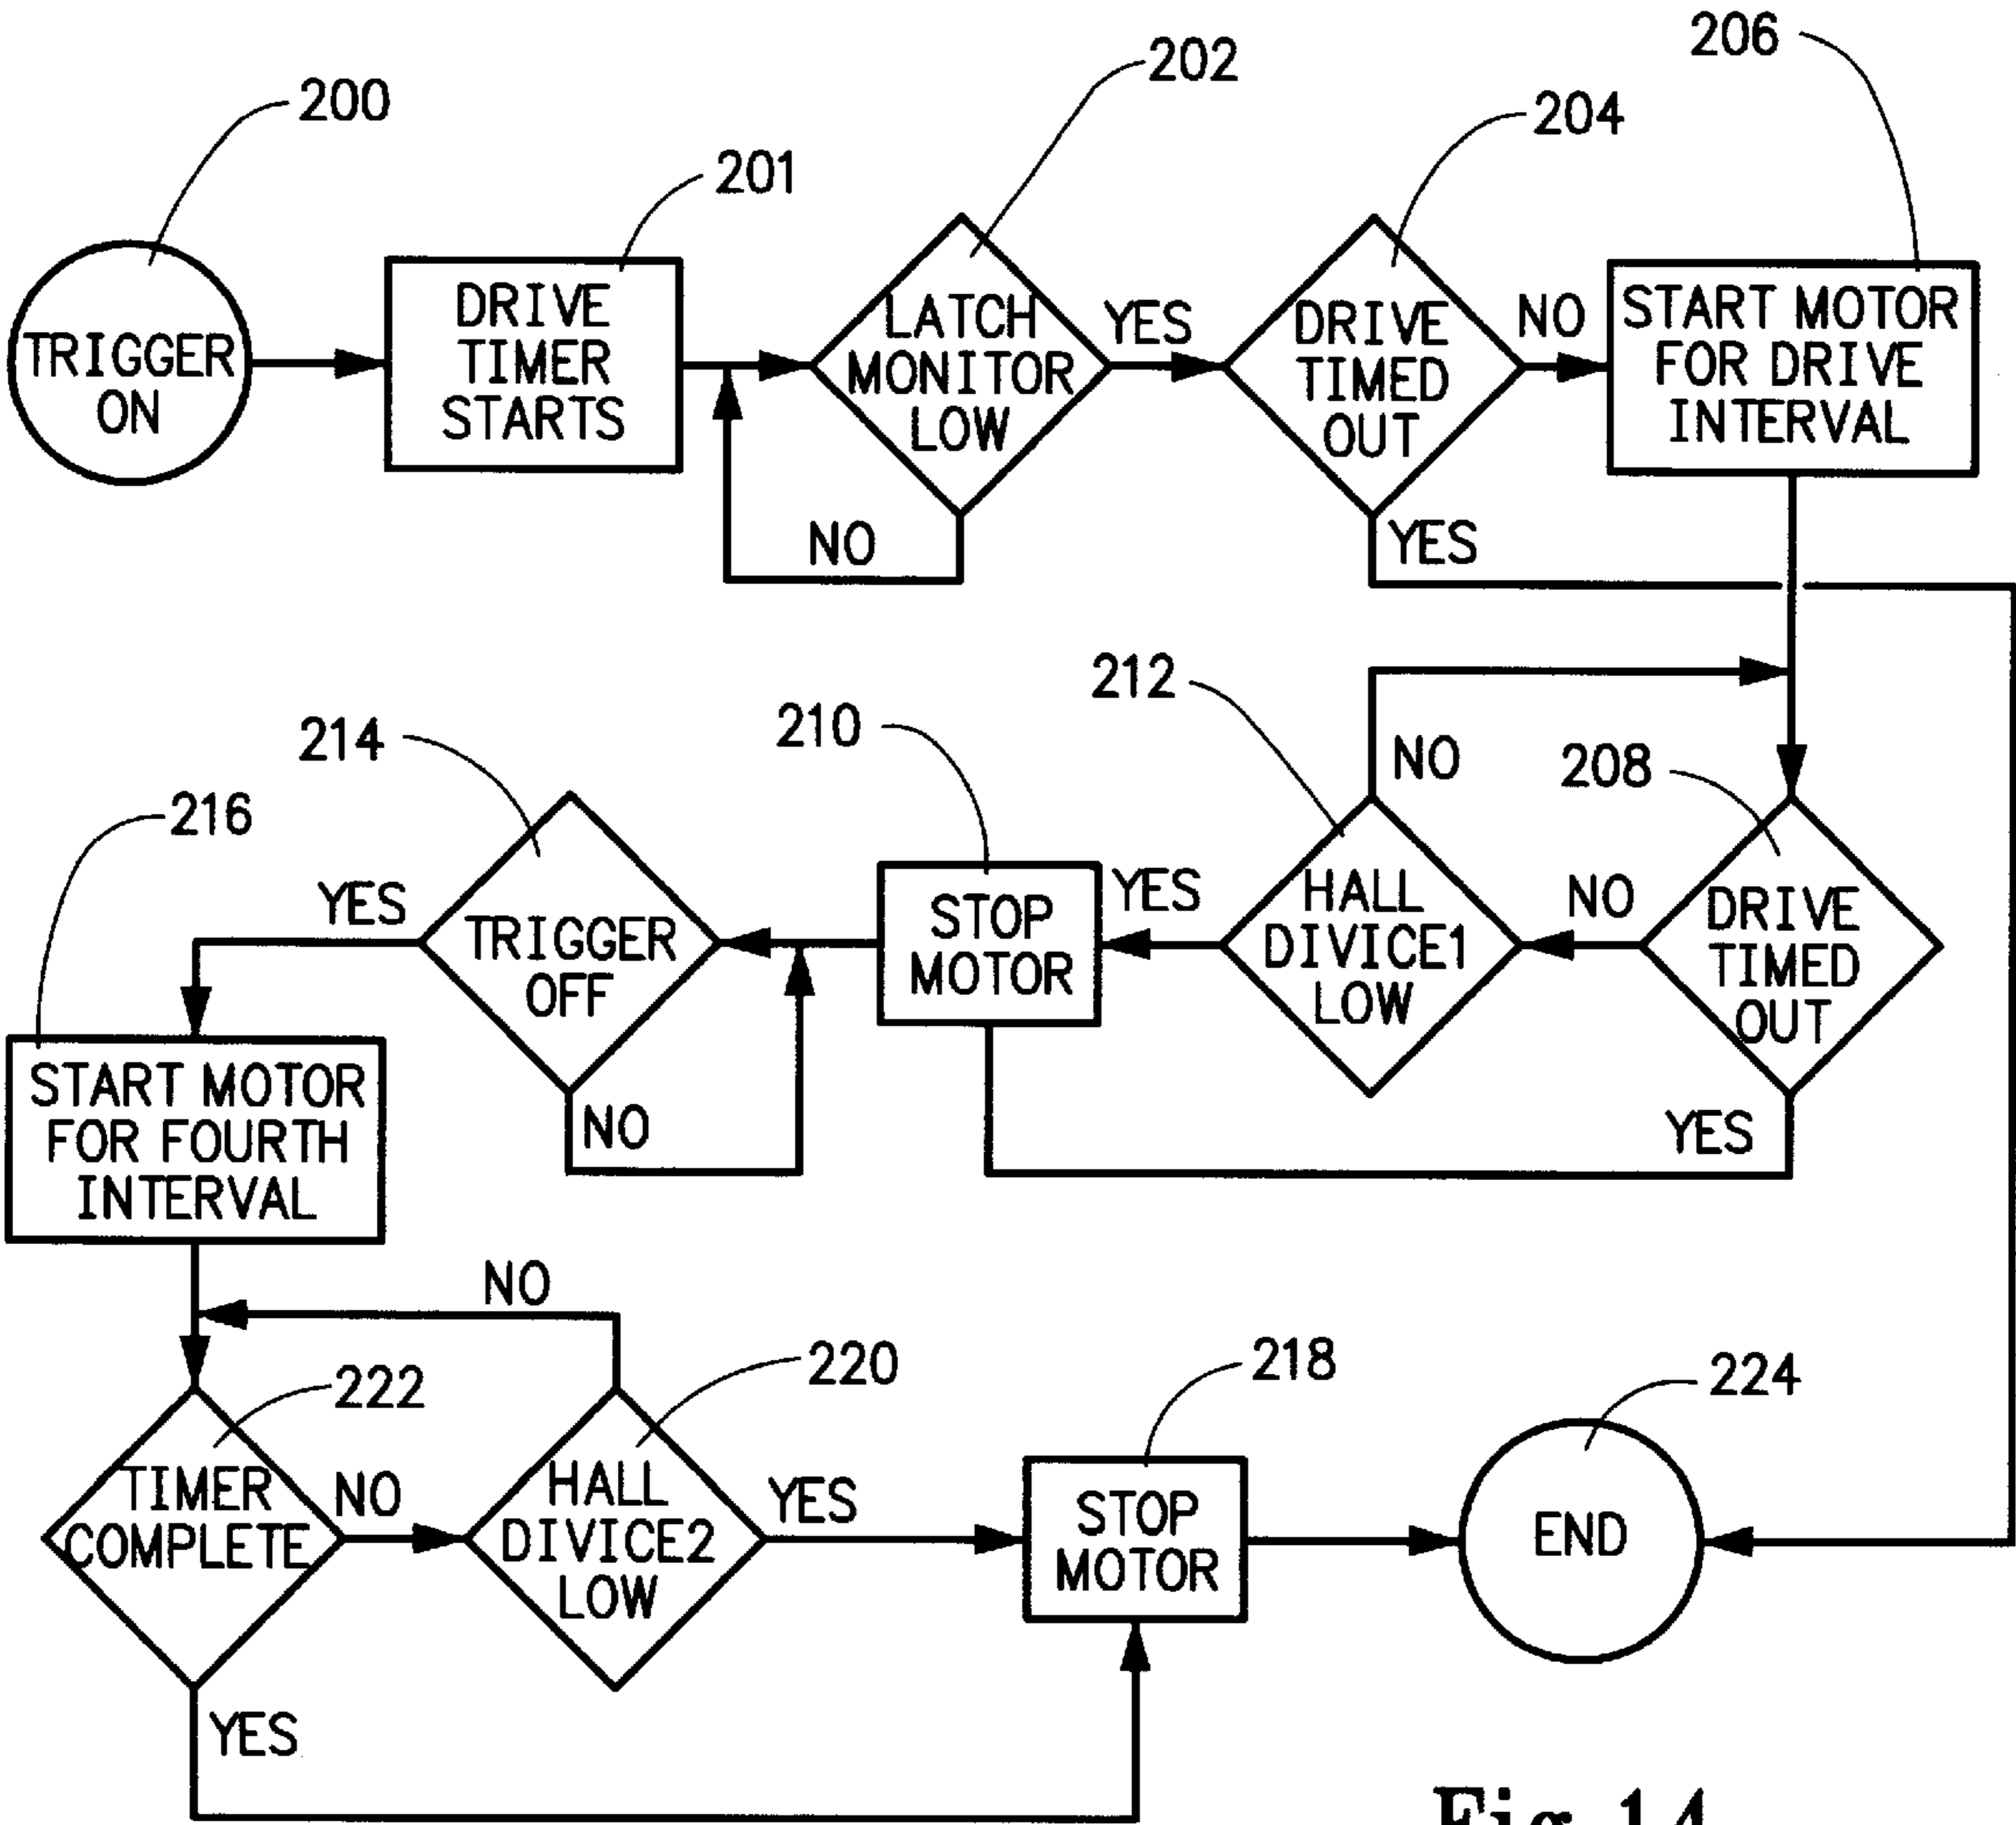 206
202
200
204
201
TRIGGER
ON
DRIVE
TIMER
STARTS
LATCH
MONITOR
LOW
YES
NO
DRIVE
TIMED
OUT
NO
YES
START MOTOR
FOR DRIVE
INTERVAL
212
210
214
208
216
YES
TRIGGER
OFF
NO
STOP
MOTOR
YES
HALL
DIVICE1
LOW
NO
NO
DRIVE
TIMED
OUT
YES
START MOTOR
FOR FOURTH
INTERVAL
NO
222
220
218
224
TIMER
COMPLETE
NO
YES
HALL
DIVICE2
LOW
YES
STOP
MOTOR
END
Fig. 14